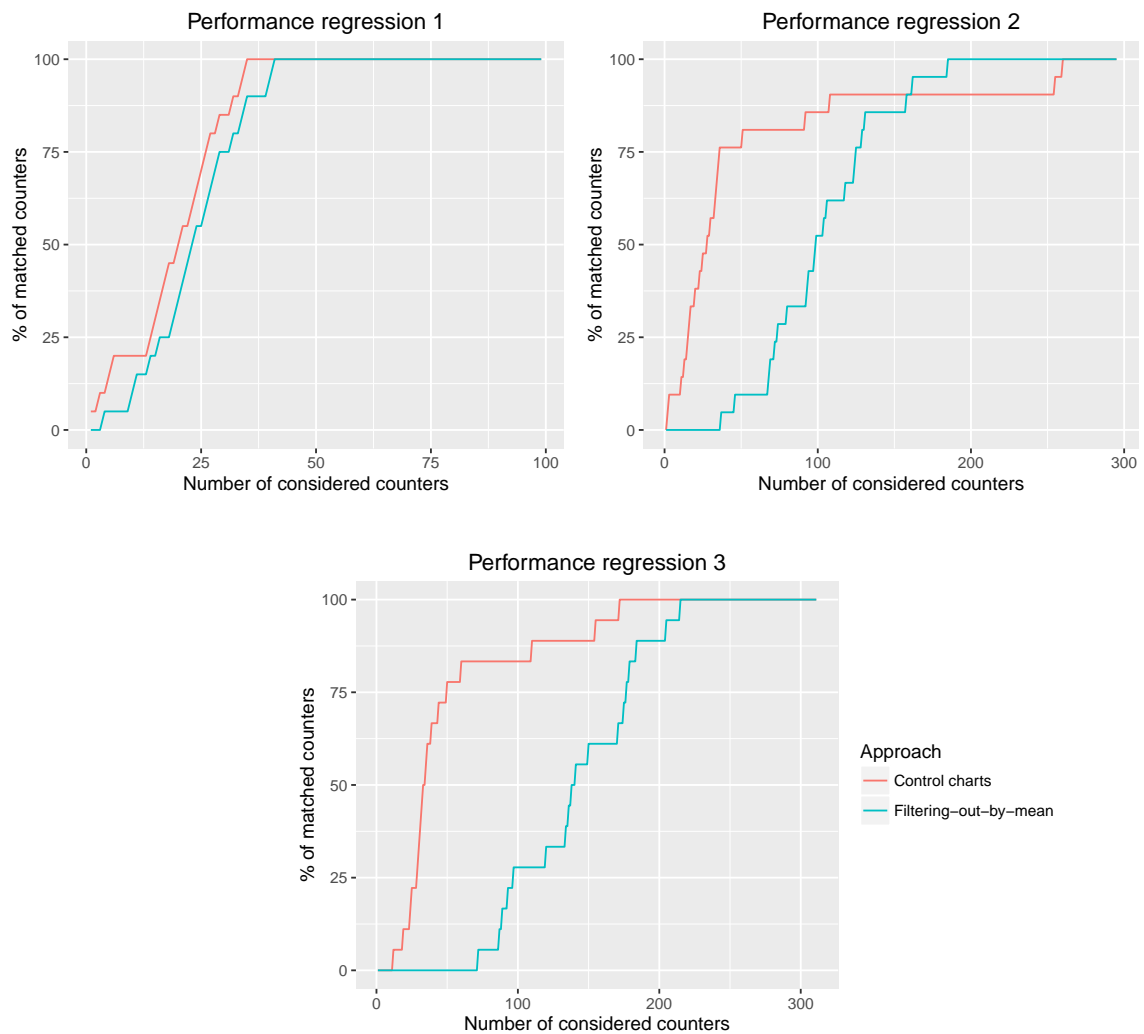 Performance regression 1
100
75
50
25
0
% of matched counters
0 25 50 75 100
Number of considered counters
Performance regression 2
100
75
50
25
0
% of matched counters
0 100 200 300
Number of considered counters
Performance regression 3
100
75
50
25
0
% of matched counters
0 100 200 300
Number of considered counters
Approach
Control charts
Filtering−out−by−mean